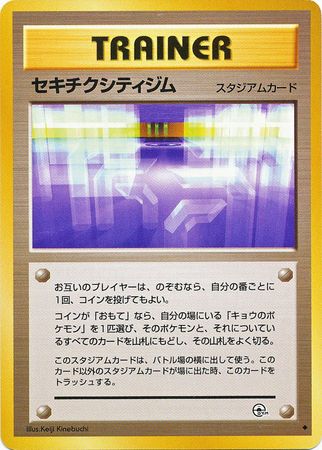 TRAINER
セキチクシティジム スタジアムカード
お互いのプレイヤーは、のぞむなら、自分の番ごとに
1回、コインを投げてもよい。
コインが「おもて」なら、自分の場にいる「キョウの
ポケモン」を1匹選び、そのポケモンと、それについてい
るすべてのカードを山札にもどし、その山札をよく切る。
このスタジアムカードは、バトル場の横に出して使う。このカ
ード以外のスタジアムカードが場に出た時、このカードを
トラッシュする。
Illus.Keiji Kinebuchi